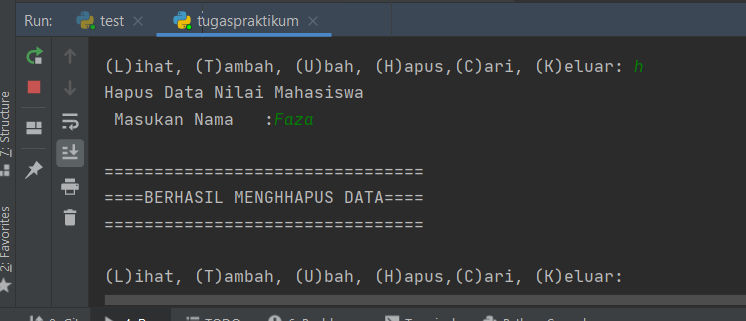 Run: test tugaspraktikum
(L)ihat, (T)ambah, (U)bah, (H)apus,(C)ari, (K)eluar: h
Hapus Data Nilai Mahasiswa
Masukan Nama :Faza
================================
====BERHASIL MENGHHAPUS DATA====
================================
(L)ihat, (T)ambah, (U)bah, (H)apus,(C)ari, (K)eluar:
7: Structure
2: Favorites